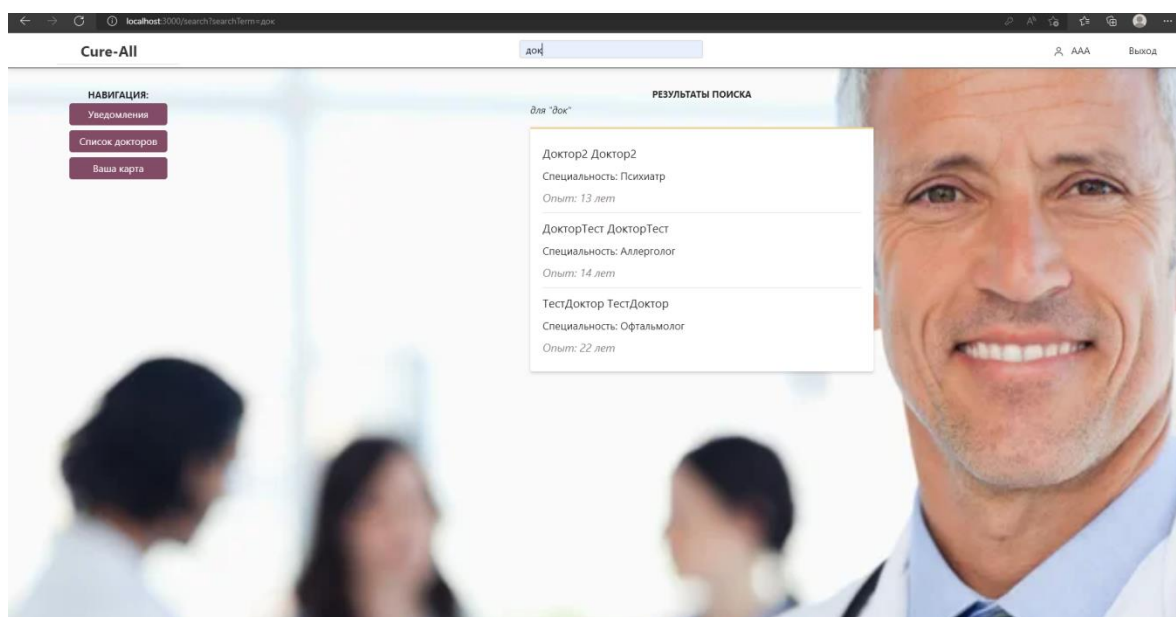 localhost:3000/search?searchTerm=док
Cure-All
док
AAA
Выход
НАВИГАЦИЯ:
Уведомления
Список докторов
Ваша карта
РЕЗУЛЬТАТЫ ПОИСКА
для "док"
Доктор2 Доктор2
Специальность: Психиатр
Опыт: 13 лет
ДокторТест ДокторТест
Специальность: Аллерголог
Опыт: 14 лет
ТестДоктор ТестДоктор
Специальность: Офтальмолог
Опыт: 22 лет